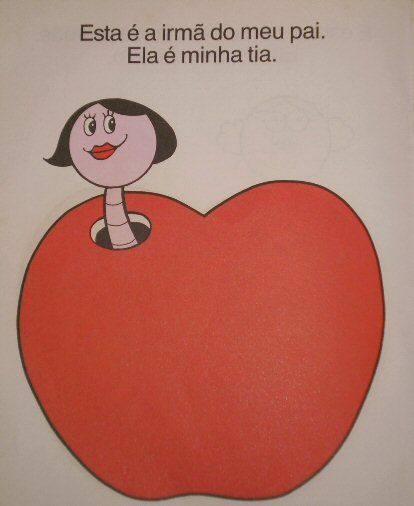 Esta é a irmã do meu pai.
Ela é minha tia.